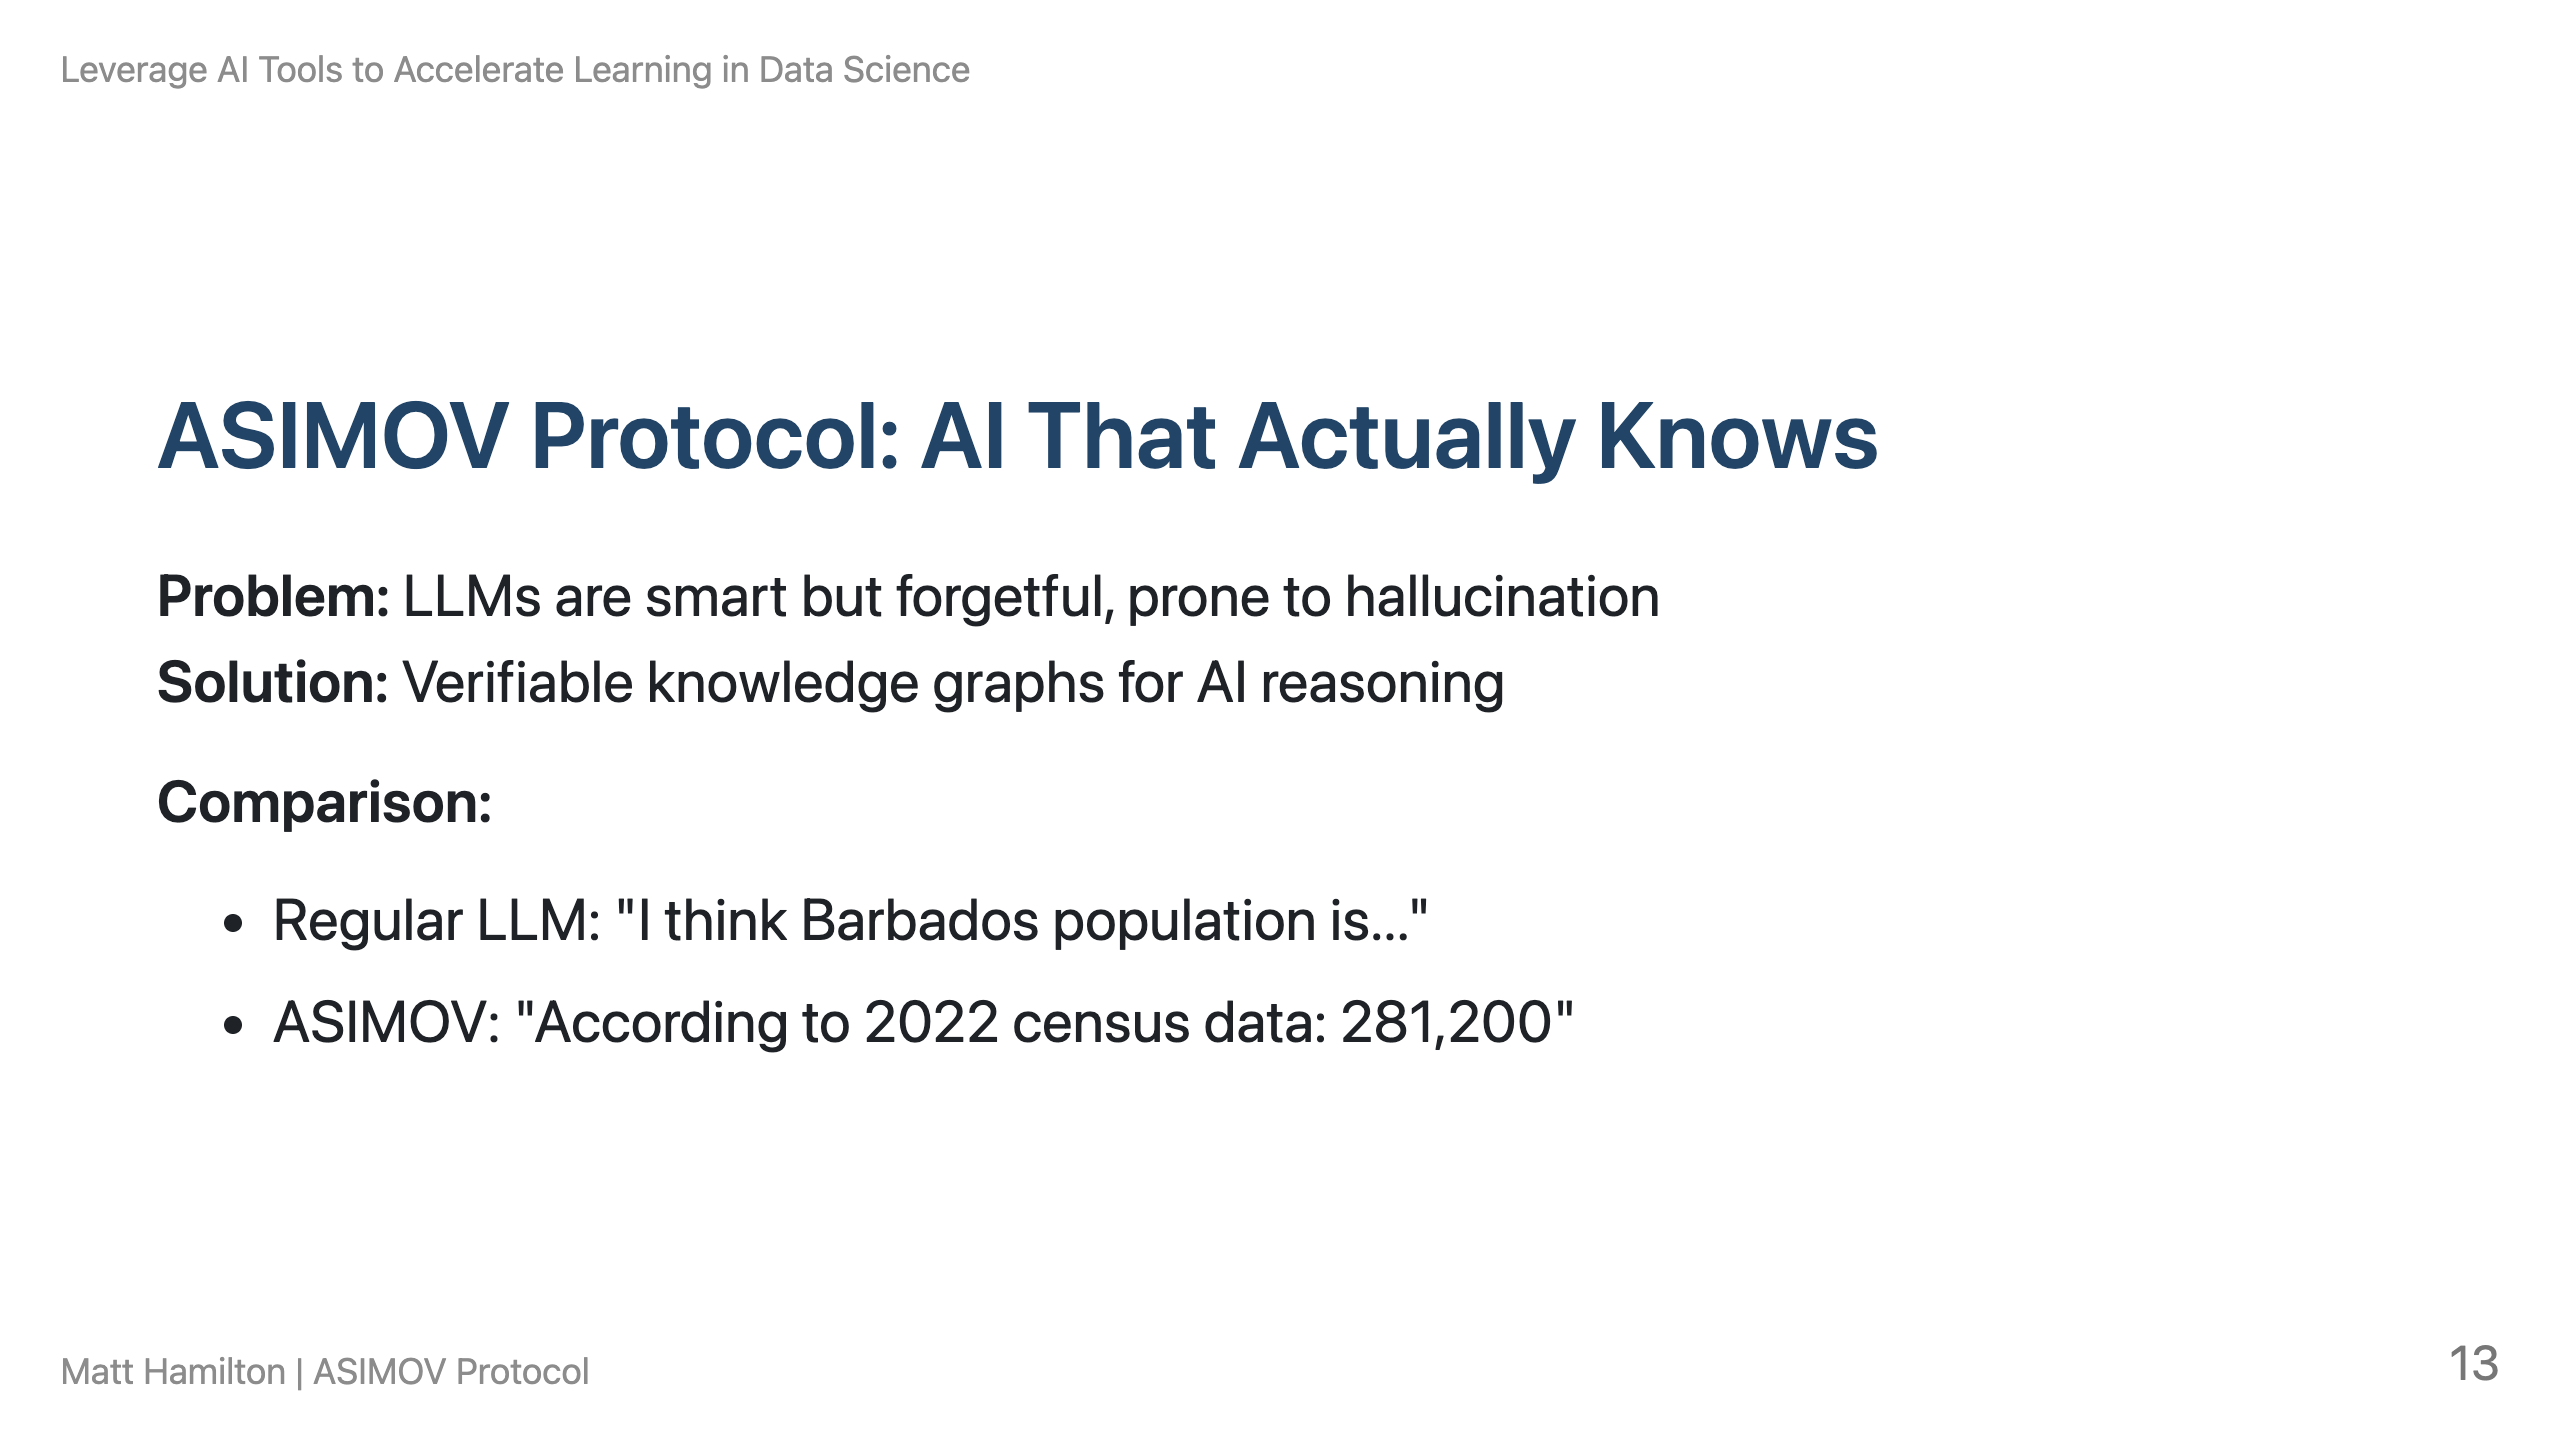 Leverage AI Tools to Accelerate Learning in Data Science
ASIMOV Protocol: AI That Actually Knows
Problem: LLMs are smart but forgetful, prone to hallucination
Solution: Verifiable knowledge graphs for AI reasoning
Comparison:
• Regular LLM: "I think Barbados population is..."
• ASIMOV: "According to 2022 census data: 281,200"
Matt Hamilton | ASIMOV Protocol
13